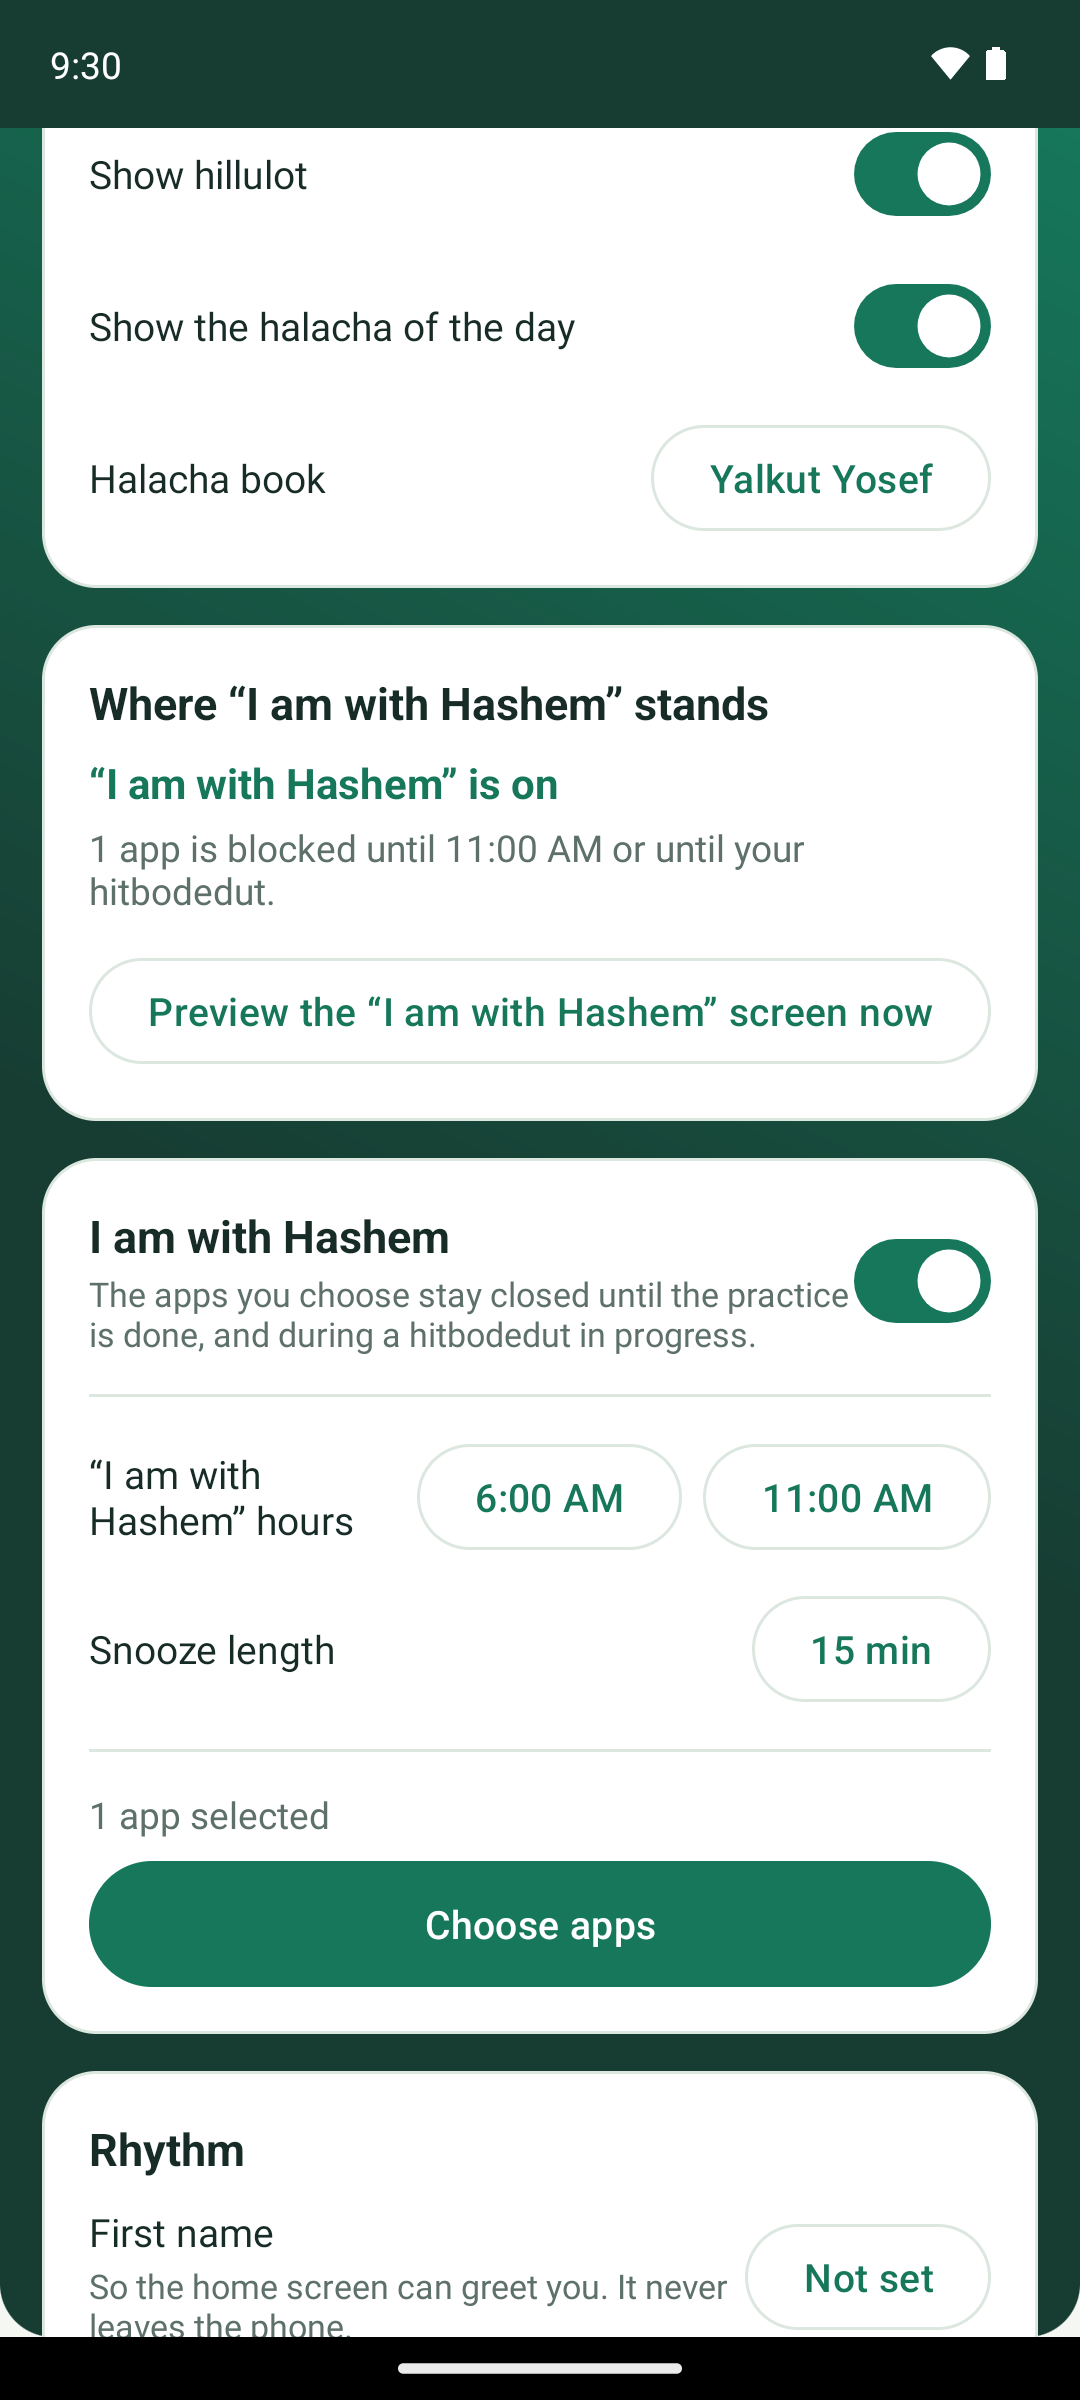 9:30
Show hillulot
Show the halacha of the day
Halacha book
Yalkut Yosef
Where “I am with Hashem” stands
“I am with Hashem” is on
1 app is blocked until 11:00 AM or until your
hitbodedut.
Preview the “I am with Hashem” screen now
I am with Hashem
The apps you choose stay closed until the practice
is done, and during a hitbodedut in progress.
“I am with
Hashem” hours
6:00 AM
11:00 AM
Snooze length
15 min
1 app selected
Choose apps
Rhythm
First name
So the home screen can greet you. It never
leaves the phone.
Not set